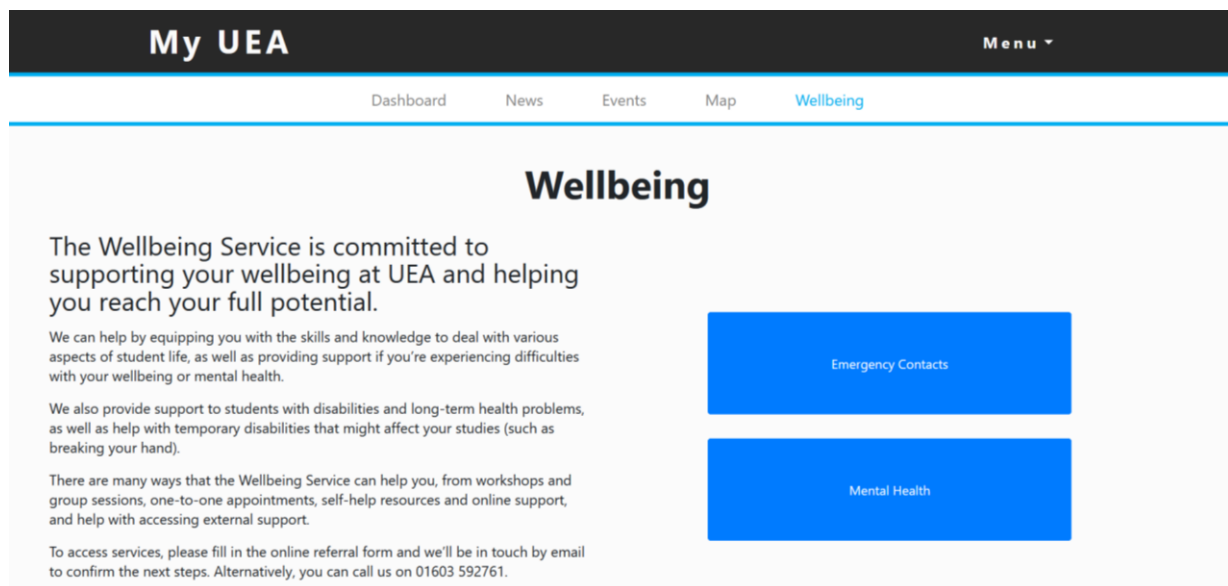 My UEA
Menu
Dashboard News Events Map Wellbeing
Wellbeing
The Wellbeing Service is committed to
supporting your wellbeing at UEA and helping
you reach your full potential.
We can help by equipping you with the skills and knowledge to deal with various
aspects of student life, as well as providing support if you're experiencing difficulties
with your wellbeing or mental health.
We also provide support to students with disabilities and long-term health problems,
as well as help with temporary disabilities that might affect your studies (such as
breaking your hand).
There are many ways that the Wellbeing Service can help you, from workshops and
group sessions, one-to-one appointments, self-help resources and online support,
and help with accessing external support.
To access services, please fill in the online referral form and we'll be in touch by email
to confirm the next steps. Alternatively, you can call us on 01603 592761.
Emergency Contacts
Mental Health